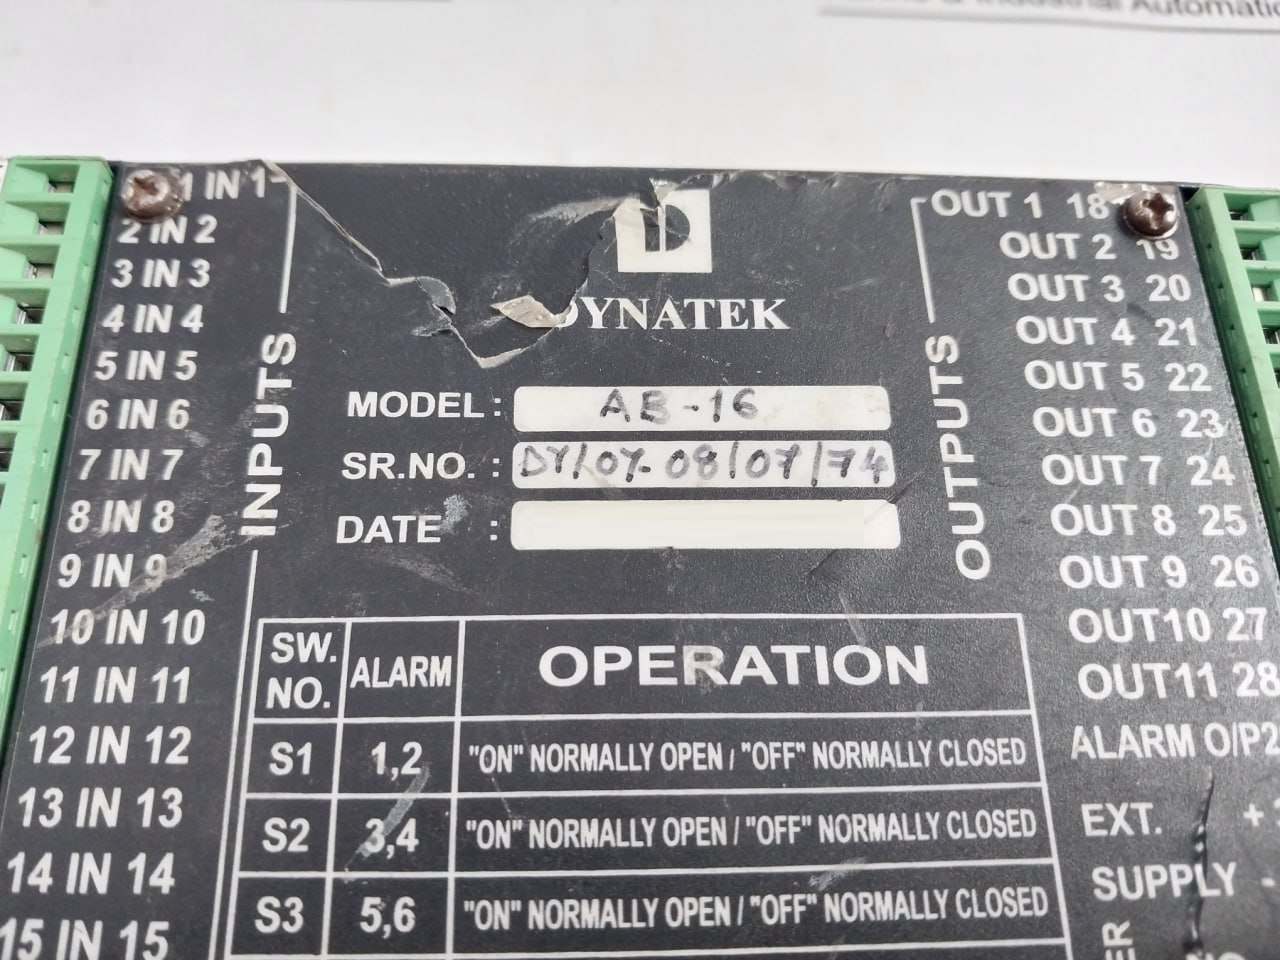 & Industrial Automation
1 IN 1
2 IN 2
3 IN 3
4 IN 4
5 IN 5
6 IN 6
7 IN 7
8 IN 8
9 IN 9
10 IN 10
11 IN 11
12 IN 12
13 IN 13
14 IN 14
15 IN 15
INPUTS
D
DYNATEK
MODEL : AB-16
SR.NO. : DY/07-08/07/74
DATE :
OUTPUTS
OUT 1 18
OUT 2 19
OUT 3 20
OUT 4 21
OUT 5 22
OUT 6 23
OUT 7 24
OUT 8 25
OUT 9 26
OUT10 27
OUT11 28
ALARM O/P2
EXT. +
SUPPLY -
SW. NO. ALARM OPERATION
S1 1,2 "ON" NORMALLY OPEN / "OFF" NORMALLY CLOSED
S2 3,4 "ON" NORMALLY OPEN / "OFF" NORMALLY CLOSED
S3 5,6 "ON" NORMALLY OPEN / "OFF" NORMALLY CLOSED